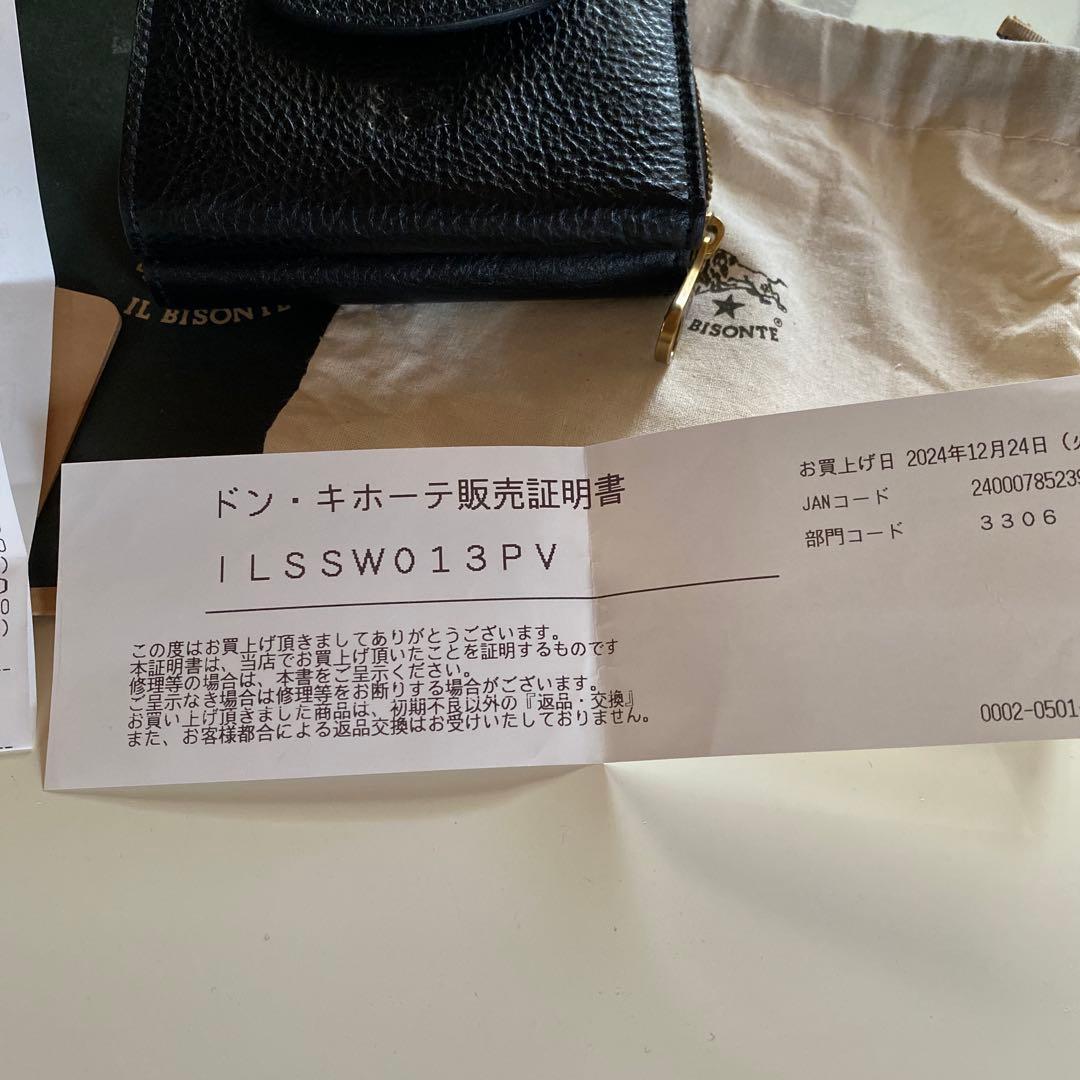 IL BISONTE
BISONTE
ドン・キホーテ販売証明書
ILSSW013PV
お買上げ日 2024年12月24日（火
JANコード 24000785239
部門コード 3306
この度はお買上げ頂きましてありがとうございます。
本証明書は、当店でお買上げ頂いたことを証明するものです
修理等の場合は、本書をご呈示ください。
ご呈示なき場合は修理等をお断りする場合がございます。
お買い上げ頂きました商品は、初期不良以外の『返品・交換』
また、お客様都合による返品交換はお受けいたしておりません。
0002-0501-